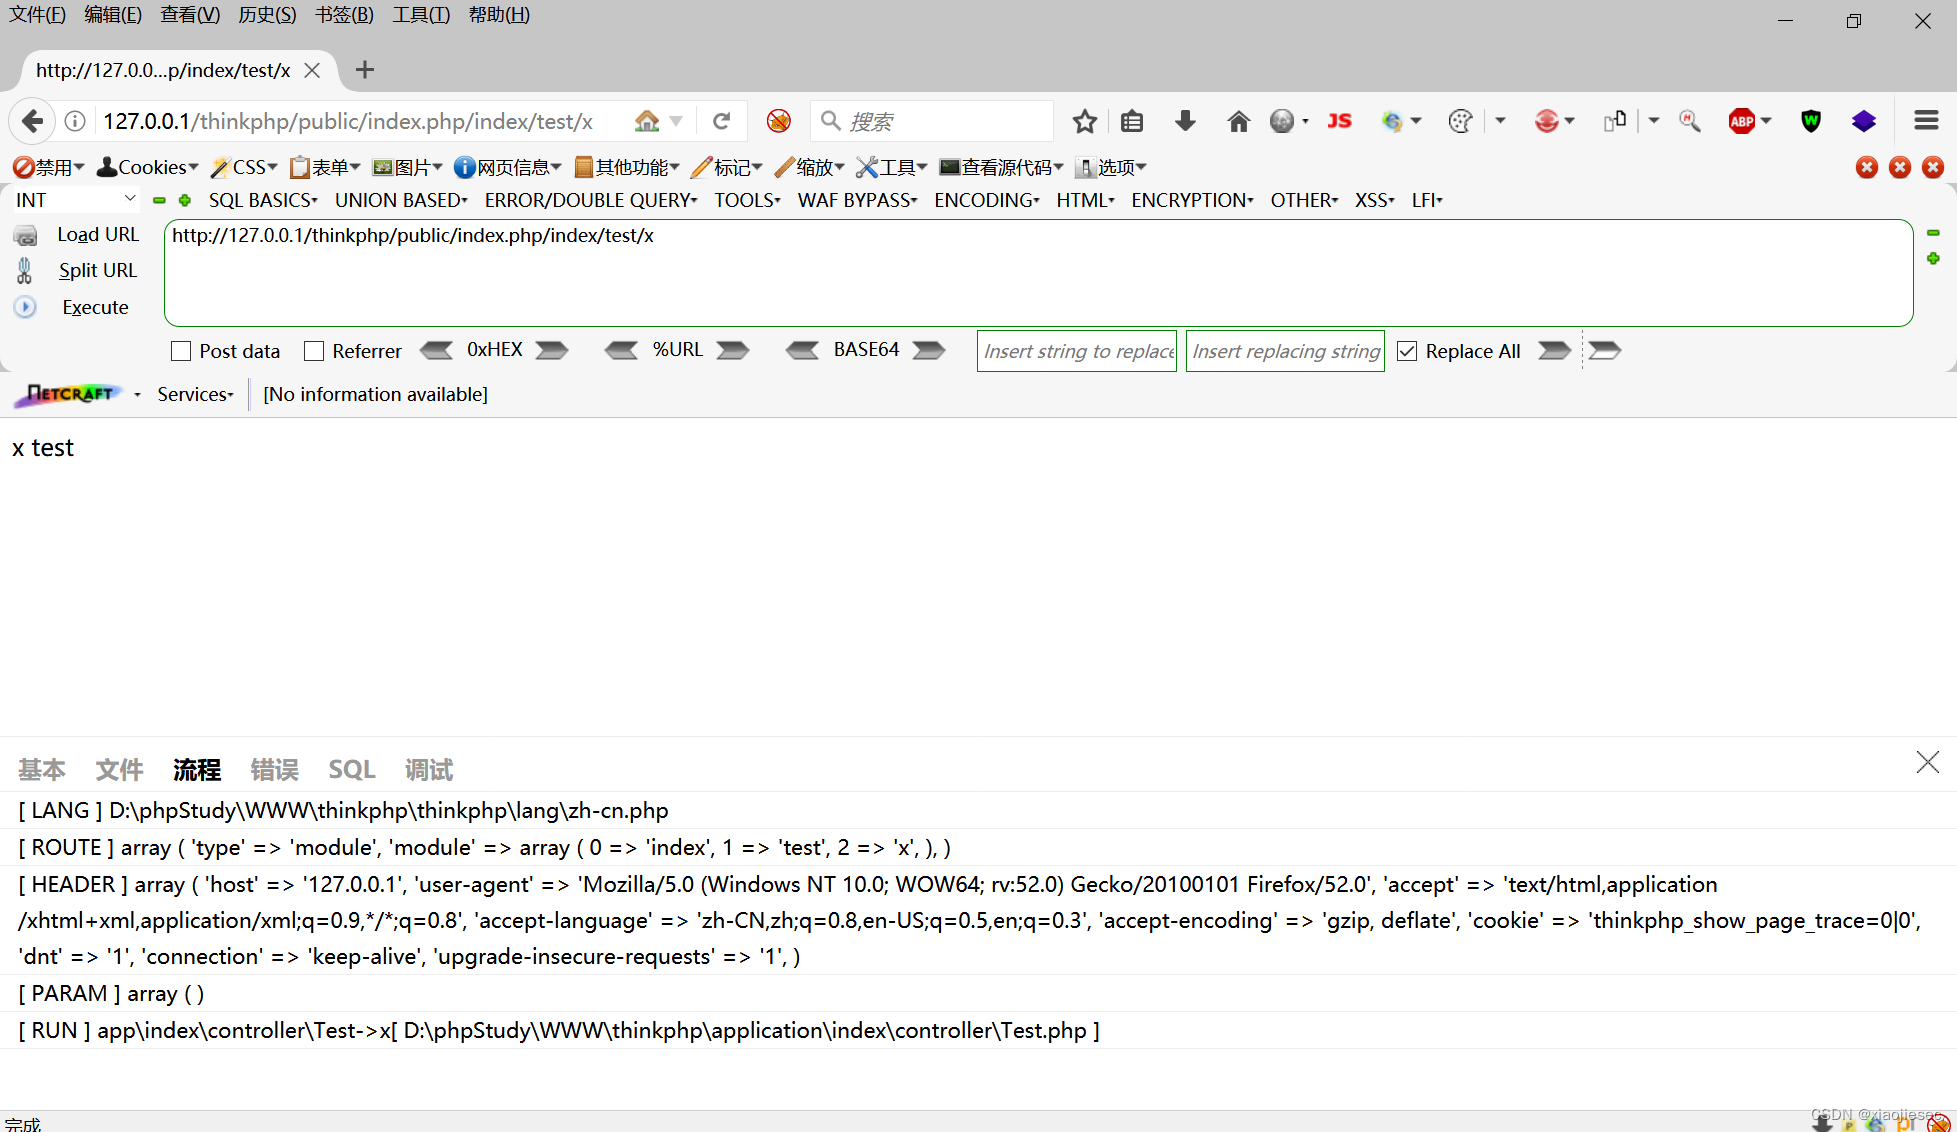 文件(F) 编辑(E) 查看(V) 历史(S) 书签(B) 工具(T) 帮助(H)
http://127.0.0...p/index/test/x
127.0.0.1/thinkphp/public/index.php/index/test/x 搜索 JS ABP W
禁用 Cookies CSS 表单 图片 网页信息 其他功能 标记 缩放 工具 查看源代码 选项
INT SQL BASICS UNION BASED ERROR/DOUBLE QUERY TOOLS WAF BYPASS ENCODING HTML ENCRYPTION OTHER XSS LFI
Load URL http://127.0.0.1/thinkphp/public/index.php/index/test/x
Split URL
Execute
Post data Referrer 0xHEX %URL BASE64 Insert string to replace Insert replacing string Replace All
NETCRAFT Services [No information available]
x test
基本 文件 流程 错误 SQL 调试
[ LANG ] D:\phpStudy\WWW\thinkphp\thinkphp\lang\zh-cn.php
[ ROUTE ] array ( 'type' => 'module', 'module' => array ( 0 => 'index', 1 => 'test', 2 => 'x', ), )
[ HEADER ] array ( 'host' => '127.0.0.1', 'user-agent' => 'Mozilla/5.0 (Windows NT 10.0; WOW64; rv:52.0) Gecko/20100101 Firefox/52.0', 'accept' => 'text/html,application
/xhtml+xml,application/xml;q=0.9,*/*;q=0.8', 'accept-language' => 'zh-CN,zh;q=0.8,en-US;q=0.5,en;q=0.3', 'accept-encoding' => 'gzip, deflate', 'cookie' => 'thinkphp_show_page_trace=0|0',
'dnt' => '1', 'connection' => 'keep-alive', 'upgrade-insecure-requests' => '1', )
[ PARAM ] array ( )
[ RUN ] app\index\controller\Test->x[ D:\phpStudy\WWW\thinkphp\application\index\controller\Test.php ]
CSDN @xiaojiesec
完成